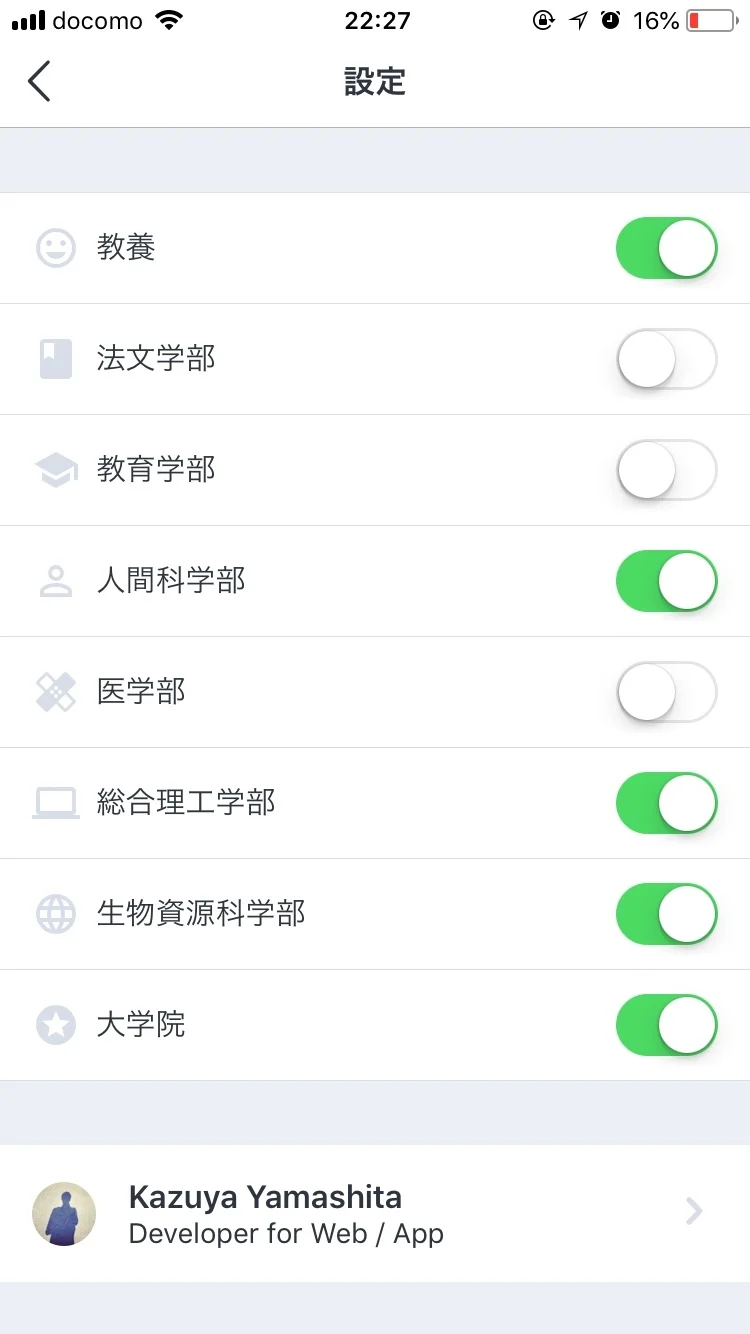 docomo 22:27 16%
設定
教養
法文学部
教育学部
人間科学部
医学部
総合理工学部
生物資源科学部
大学院
Kazuya Yamashita
Developer for Web / App